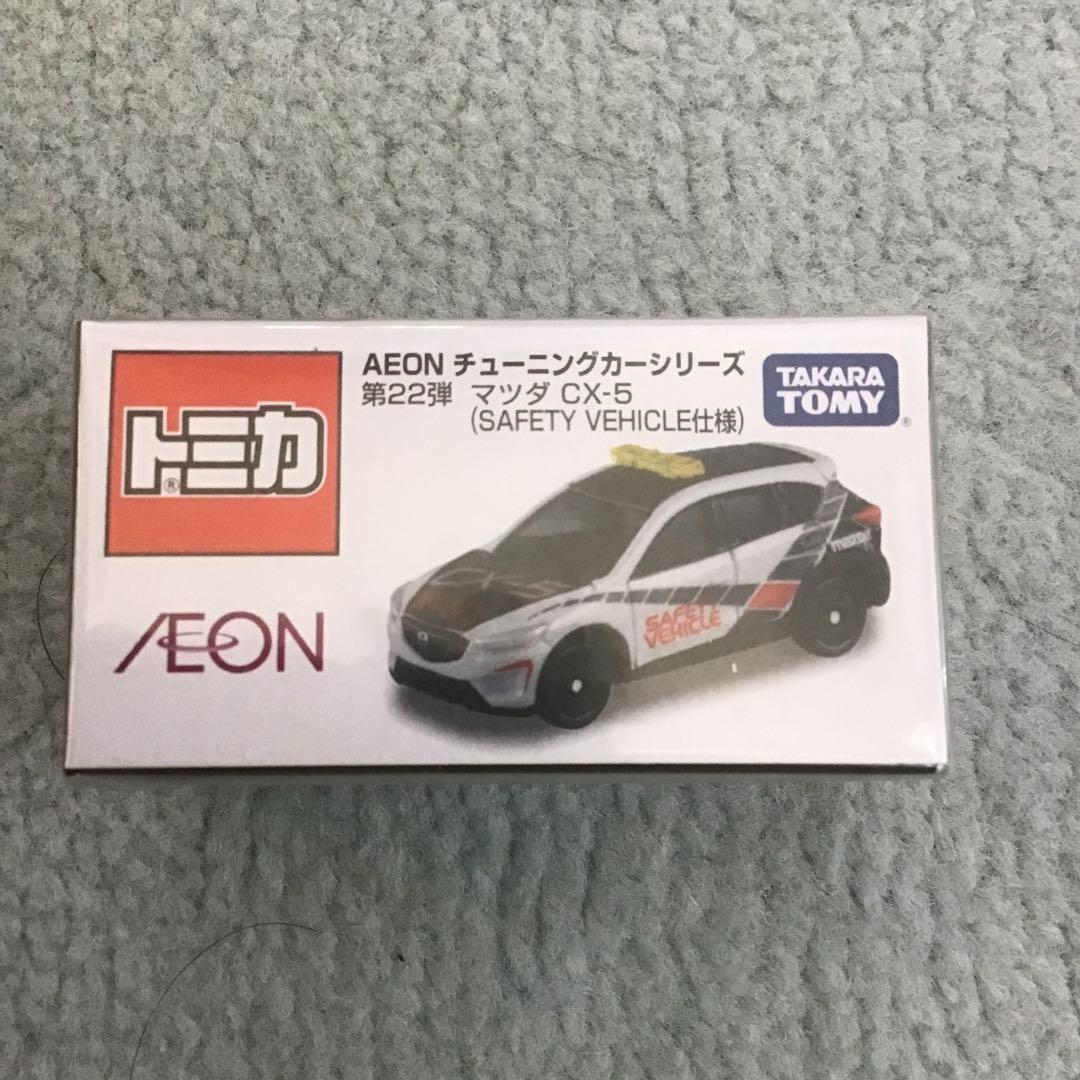 トミカ®
AEON チューニングカーシリーズ
第22弾 マツダ CX-5
(SAFETY VEHICLE仕様)
TAKARA
TOMY®
AEON
SAFETY
VEHICLE
mazda